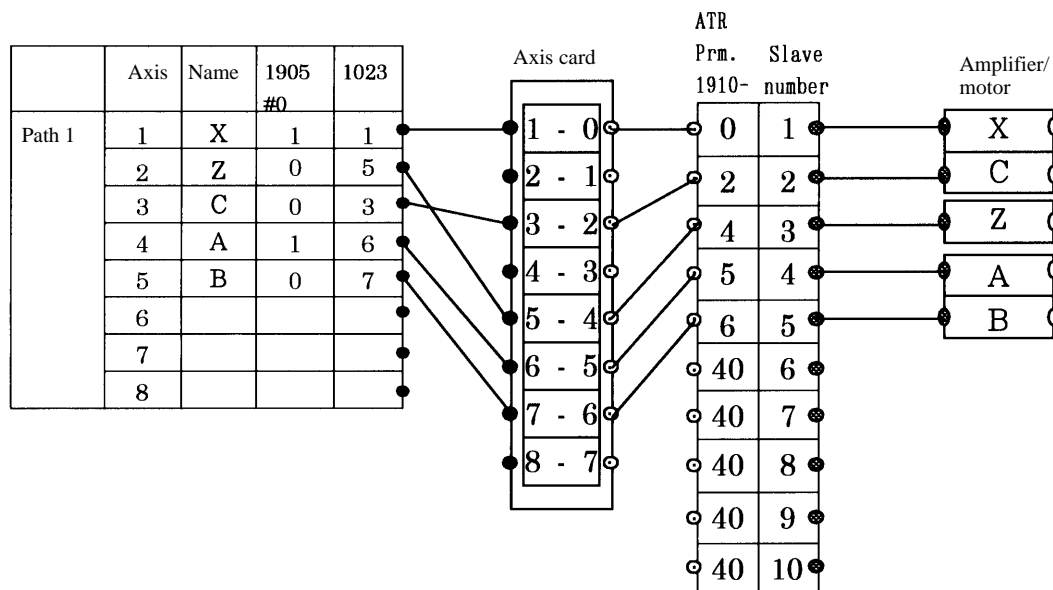 ATR
Axis card Prm. Slave Amplifier/
1910- number motor
Axis Name 1905 1023
#0
Path 1 1 X 1 1
2 Z 0 5
3 C 0 3
4 A 1 6
5 B 0 7
6
7
8
1 - 0
2 - 1
3 - 2
4 - 3
5 - 4
6 - 5
7 - 6
8 - 7
0 1
2 2
4 3
5 4
6 5
40 6
40 7
40 8
40 9
40 10
X
C
Z
A
B